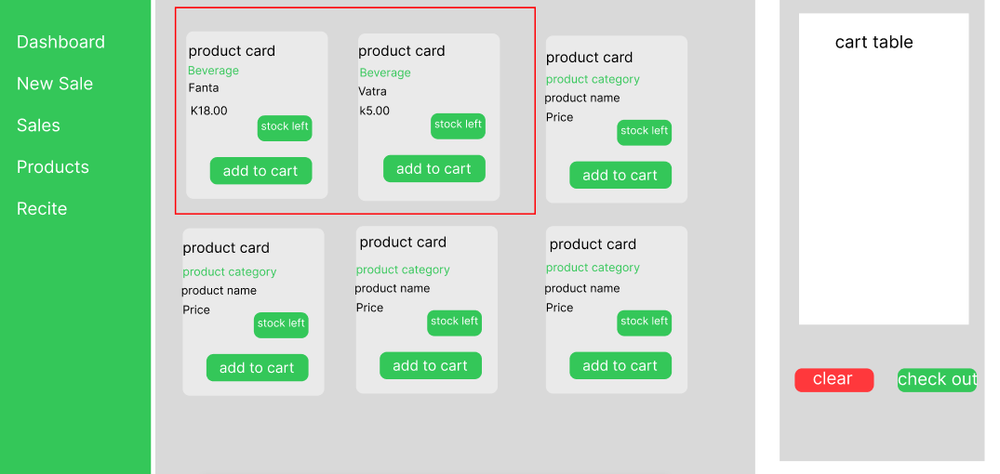 Dashboard
New Sale
Sales
Products
Recite
product card
Beverage
Fanta
K18.00
stock left
add to cart
product card
Beverage
Vatra
k5.00
stock left
add to cart
product card
product category
product name
Price
stock left
add to cart
product card
product category
product name
Price
stock left
add to cart
product card
product category
product name
Price
stock left
add to cart
product card
product category
product name
Price
stock left
add to cart
cart table
clear
check out